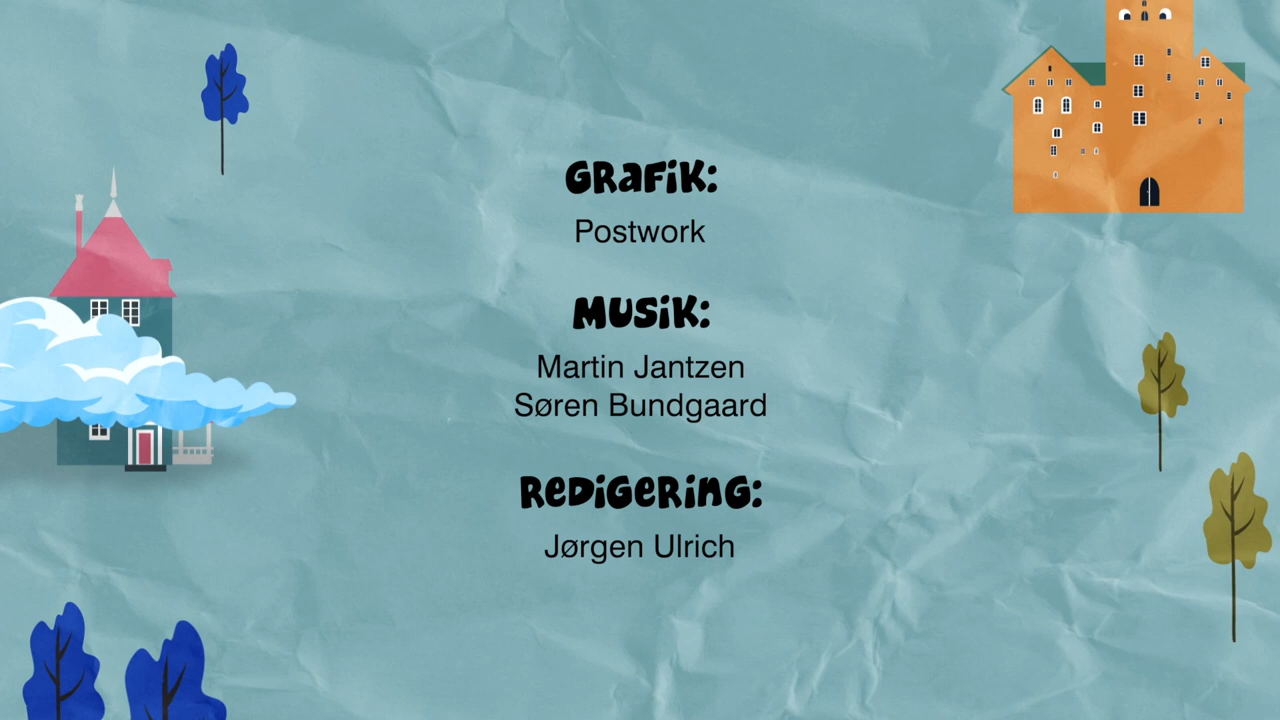 Grafik:
Postwork
Musik:
Martin Jantzen
Søren Bundgaard
Redigering:
Jørgen Ulrich